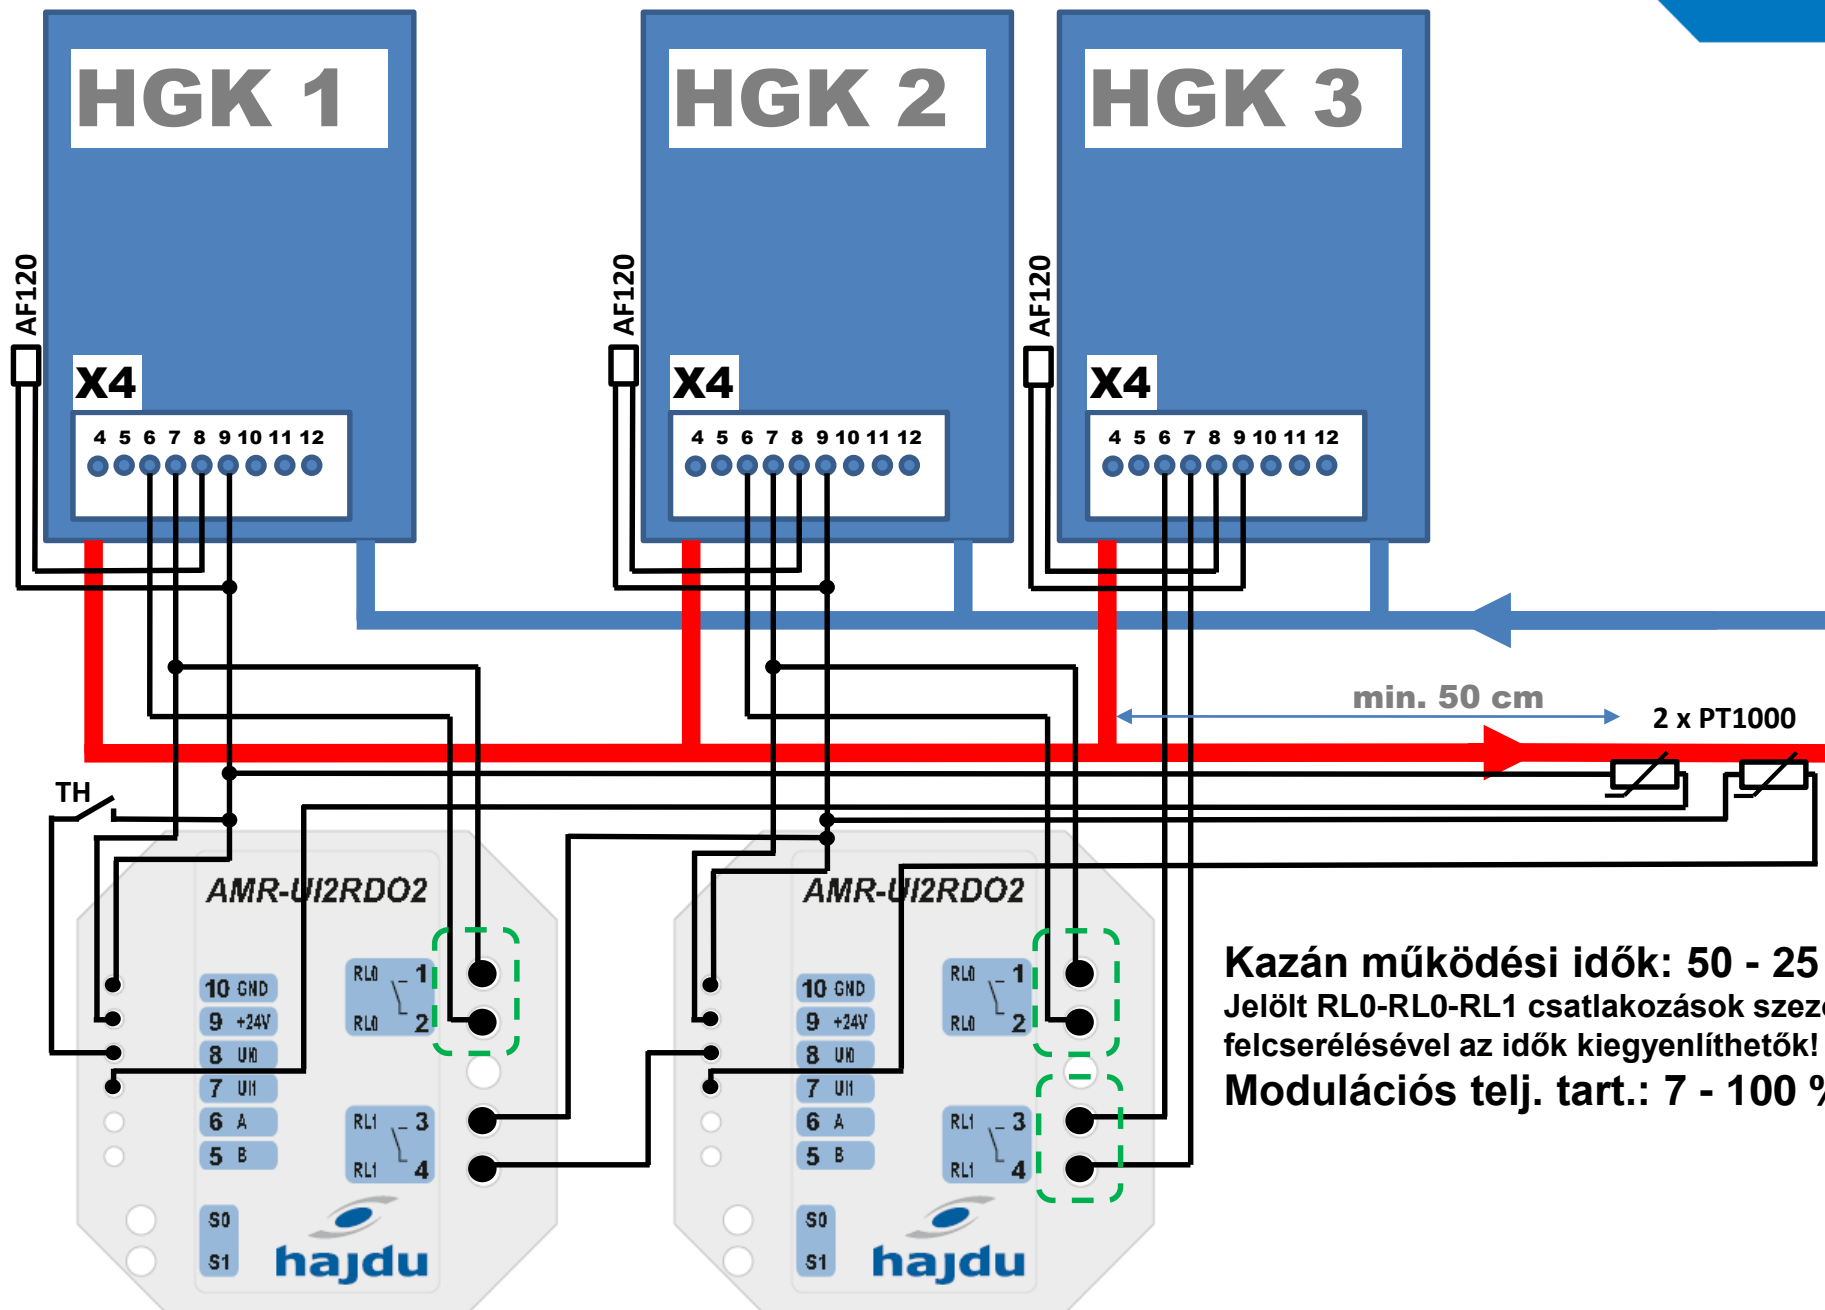 HGK 1
HGK 2
HGK 3
AF120
AF120
AF120
X4
X4
X4
4 5 6 7 8 9 10 11 12
4 5 6 7 8 9 10 11 12
4 5 6 7 8 9 10 11 12
min. 50 cm
2 x PT1000
TH
AMR-UI2RDO2
10 GND
9 +24V
8 UI0
7 UI1
6 A
5 B
S0
S1
RL0 1
RL0 2
RL1 3
RL1 4
hajdu
AMR-UI2RDO2
10 GND
9 +24V
8 UI0
7 UI1
6 A
5 B
S0
S1
RL0 1
RL0 2
RL1 3
RL1 4
hajdu
Kazán működési idők: 50 - 25
Jelölt RL0-RL0-RL1 csatlakozások
felcserélésével az idők kiegyenlíthetők!
Modulációs telj. tart.: 7 - 100